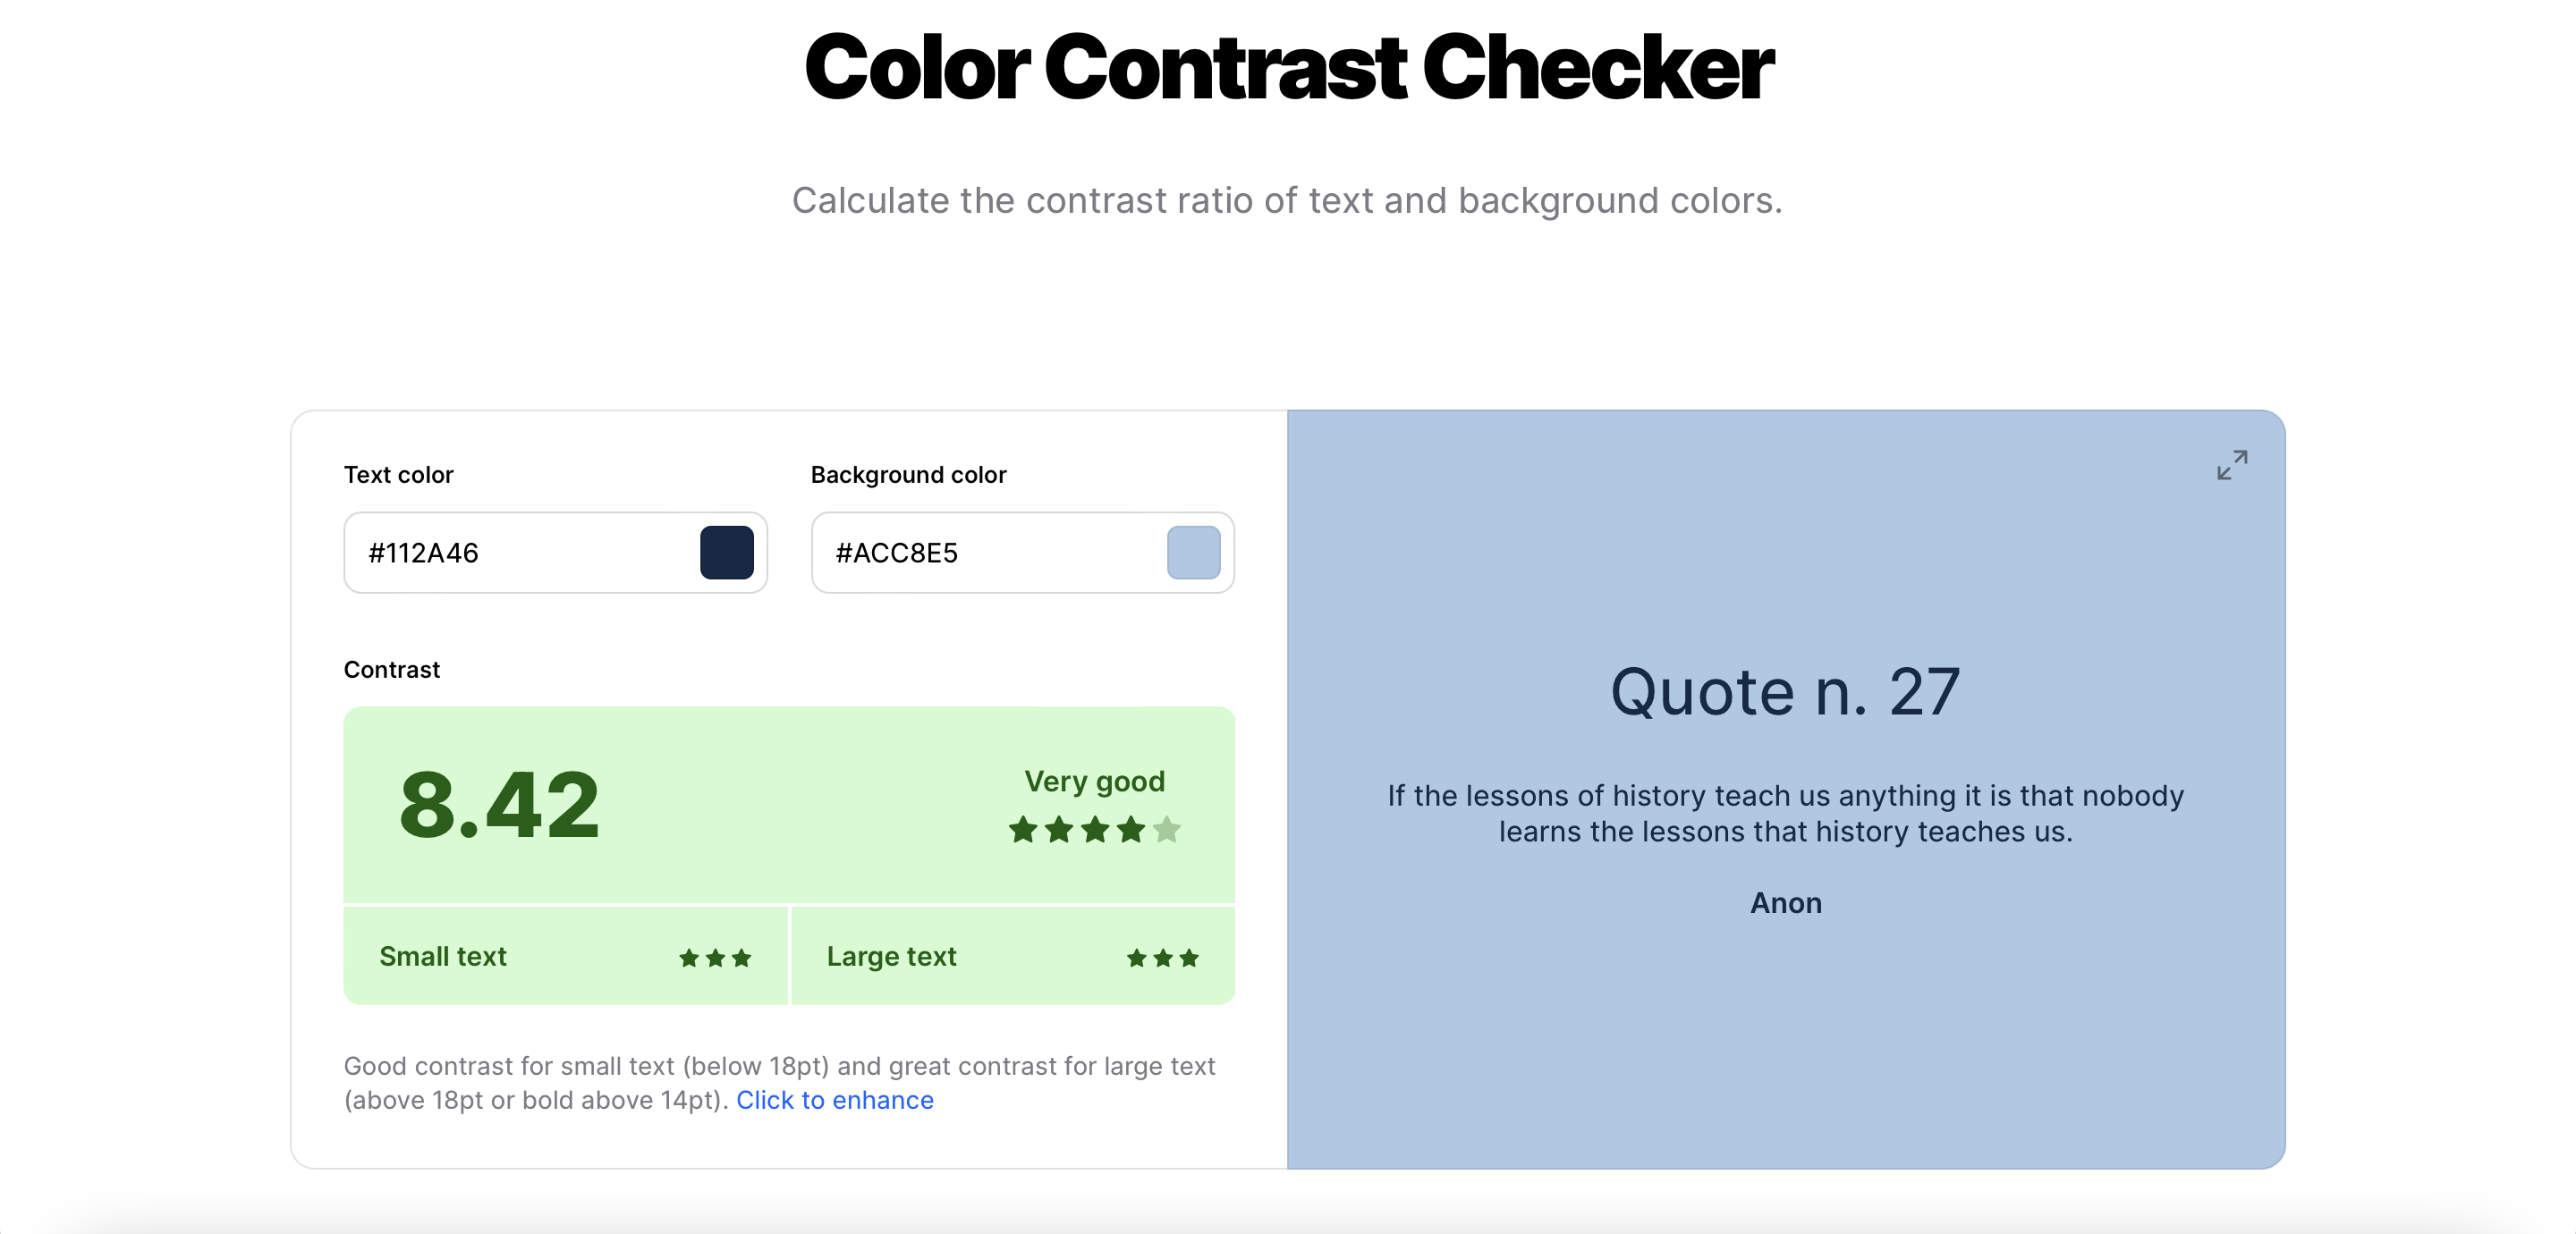 Color Contrast Checker
Calculate the contrast ratio of text and background colors.
Text color
#112A46
Background color
#ACC8E5
Contrast
8.42
Very good
Small text
Large text
Good contrast for small text (below 18pt) and great contrast for large text
(above 18pt or bold above 14pt). Click to enhance
Quote n. 27
If the lessons of history teach us anything it is that nobody
learns the lessons that history teaches us.
Anon